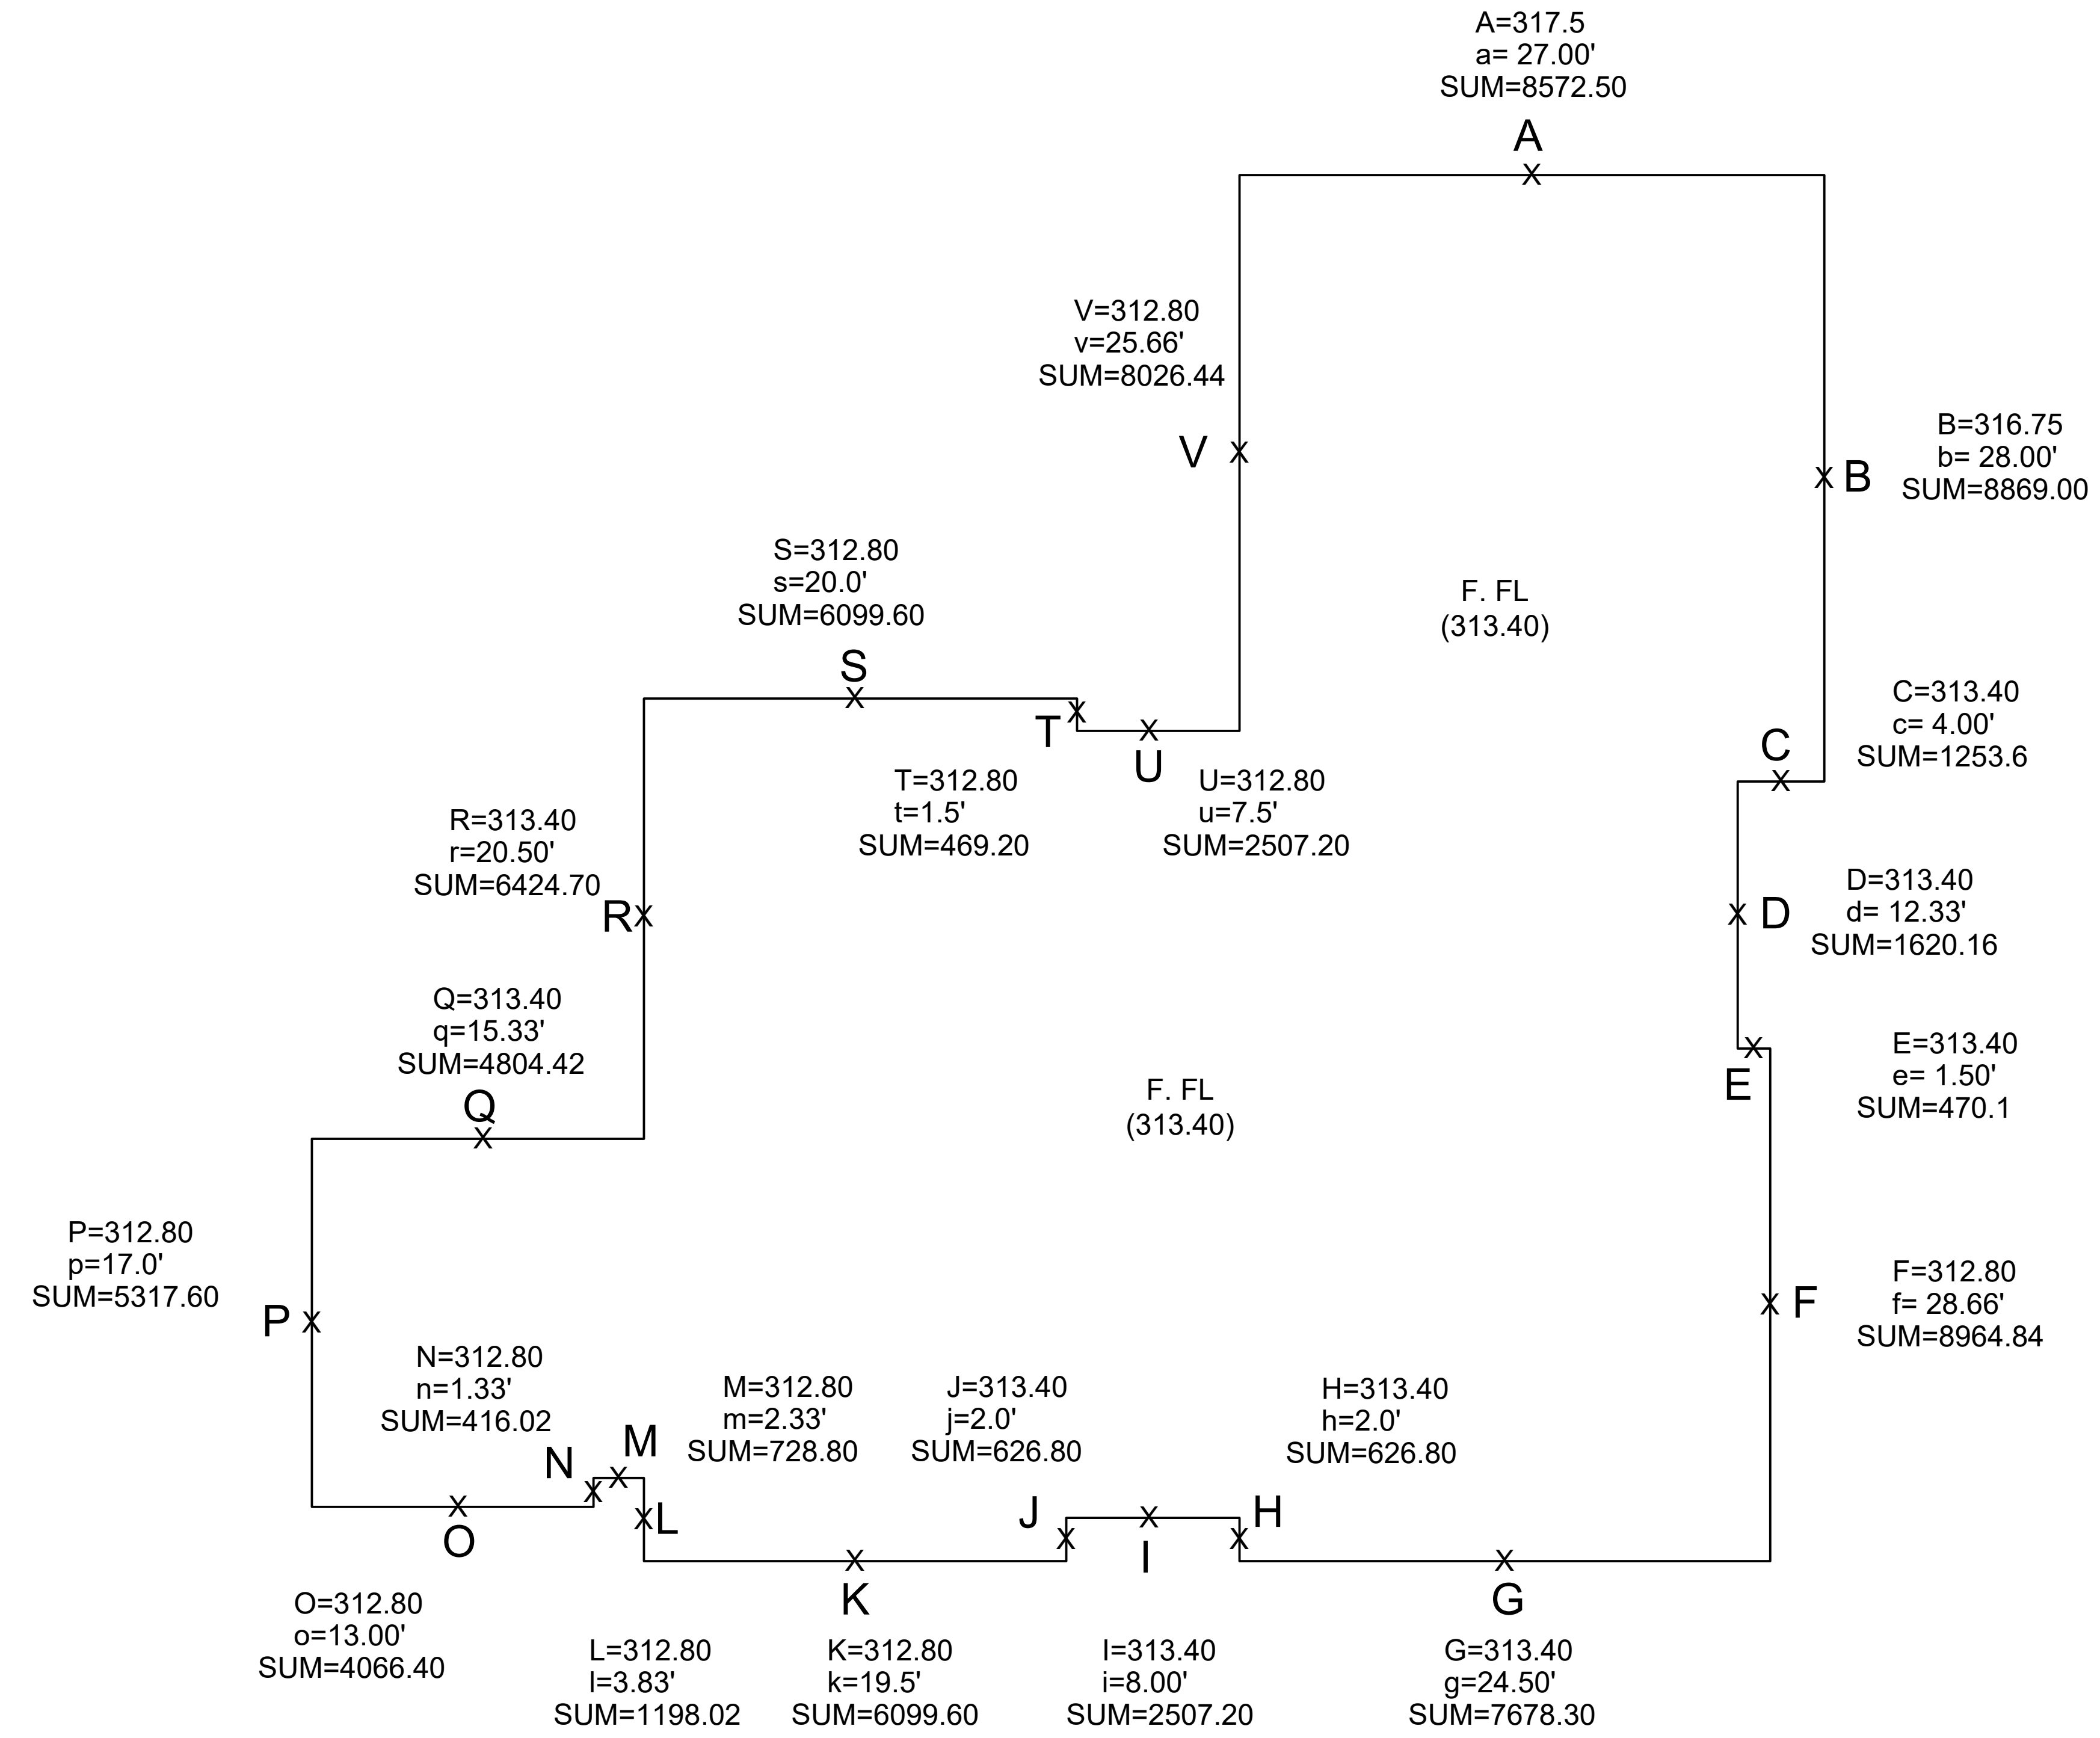 A=317.5
a= 27.00'
SUM=8572.50
A
V=312.80
v=25.66'
SUM=8026.44
V
B=316.75
b= 28.00'
SUM=8869.00
B
S=312.80
s=20.0'
SUM=6099.60
S
F. FL
(313.40)
T
U
T=312.80
t=1.5'
SUM=469.20
U=312.80
u=7.5'
SUM=2507.20
C=313.40
c= 4.00'
SUM=1253.6
C
R=313.40
r=20.50'
SUM=6424.70
R
D=313.40
d= 12.33'
SUM=1620.16
D
Q=313.40
q=15.33'
SUM=4804.42
Q
F. FL
(313.40)
E=313.40
e= 1.50'
SUM=470.1
E
P=312.80
p=17.0'
SUM=5317.60
P
F=312.80
f= 28.66'
SUM=8964.84
F
N=312.80
n=1.33'
SUM=416.02
N
M
M=312.80
m=2.33'
SUM=728.80
J=313.40
j=2.0'
SUM=626.80
H=313.40
h=2.0'
SUM=626.80
L
J
H
O
K
I
G
O=312.80
o=13.00'
SUM=4066.40
L=312.80
l=3.83'
SUM=1198.02
K=312.80
k=19.5'
SUM=6099.60
I=313.40
i=8.00'
SUM=2507.20
G=313.40
g=24.50'
SUM=7678.30